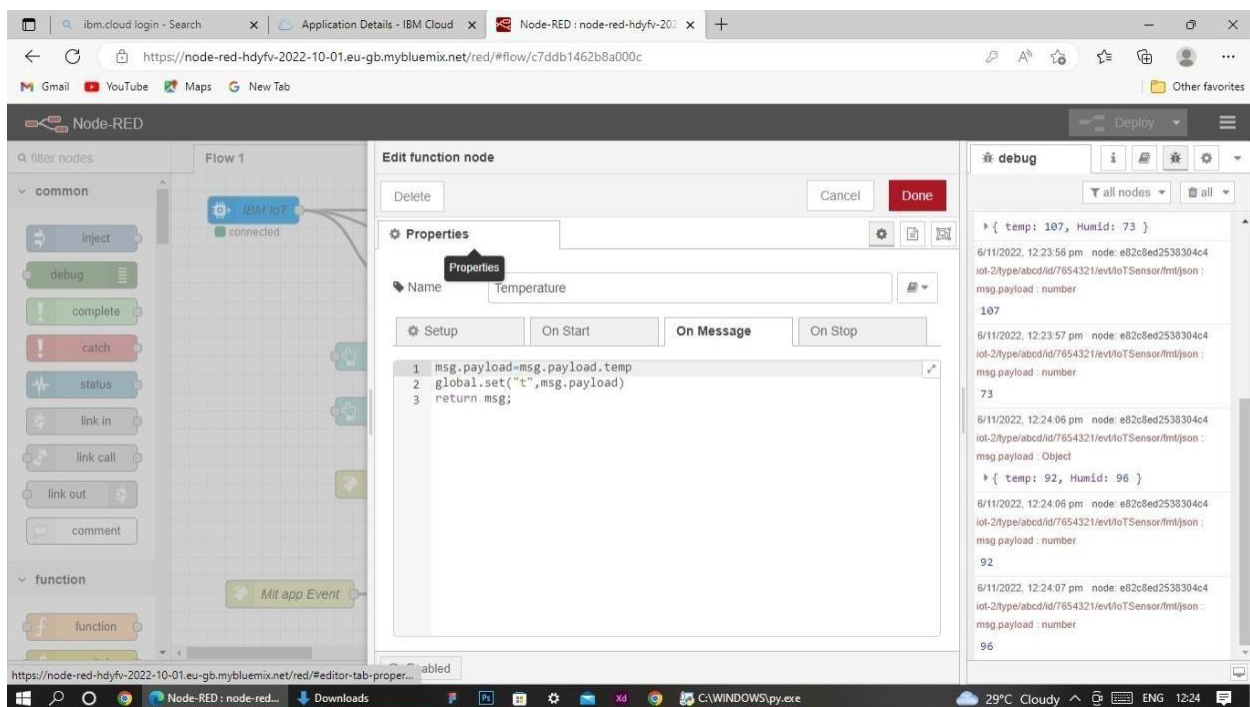 ibm.cloud login - Search
Application Details - IBM Cloud
Node-RED : node-red-hdyfv-202
https://node-red-hdyfv-2022-10-01.eu-gb.mybluemix.net/red/#flow/c7ddb1462b8a000c
Gmail
YouTube
Maps
New Tab
Other favorites
Node-RED
Deploy
filter nodes
Flow 1
Edit function node
debug
Delete
Cancel
Done
all nodes
all
common
IBM IoT
connected
Properties
Properties
Name
Temperature
Setup
On Start
On Message
On Stop
1 msg.payload=msg.payload.temp
2 global.set("t",msg.payload)
3 return msg;
inject
debug
complete
catch
status
link in
link call
link out
comment
function
function
Mit app Event
Enabled
{ temp: 107, Humid: 73 }
6/11/2022, 12:23:56 pm node: e82c8ed2538304c4
iot-2/type/abcd/id/7654321/evt/IoTSensor/fmt/json :
msg.payload : number
107
6/11/2022, 12:23:57 pm node: e82c8ed2538304c4
iot-2/type/abcd/id/7654321/evt/IoTSensor/fmt/json :
msg.payload : number
73
6/11/2022, 12:24:06 pm node: e82c8ed2538304c4
iot-2/type/abcd/id/7654321/evt/IoTSensor/fmt/json :
msg.payload : Object
{ temp: 92, Humid: 96 }
6/11/2022, 12:24:06 pm node: e82c8ed2538304c4
iot-2/type/abcd/id/7654321/evt/IoTSensor/fmt/json :
msg.payload : number
92
6/11/2022, 12:24:07 pm node: e82c8ed2538304c4
iot-2/type/abcd/id/7654321/evt/IoTSensor/fmt/json :
msg.payload : number
96
https://node-red-hdyfv-2022-10-01.eu-gb.mybluemix.net/red/#editor-tab-proper...
Node-RED : node-red...
Downloads
Ps
Xd
C:\WINDOWS\py.exe
29°C Cloudy
ENG
12:24